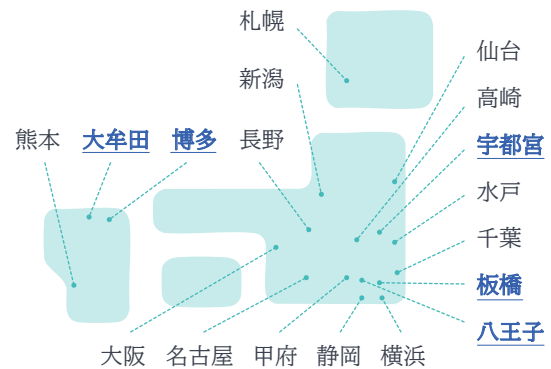 札幌
仙台
新潟
高崎
熊本 大牟田 博多 長野
宇都宮
水戸
千葉
板橋
八王子
大阪 名古屋 甲府 静岡 横浜